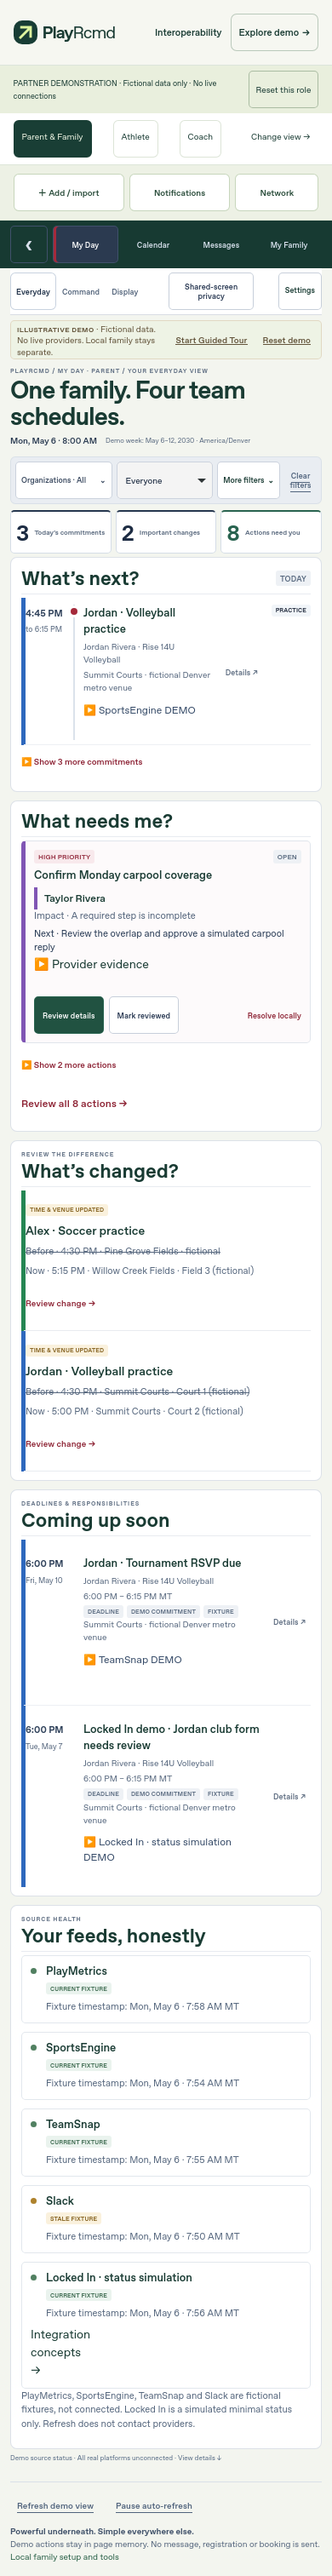 PlayRcmd
Interoperability
Explore demo →
PARTNER DEMONSTRATION · Fictional data only · No live
connections
Reset this role
Parent & Family
Athlete
Coach
Change view →
+ Add / import
Notifications
Network
My Day
Calendar
Messages
My Family
Everyday
Command
Display
Shared-screen
privacy
Settings
ILLUSTRATIVE DEMO · Fictional data.
No live providers. Local family stays
separate.
Start Guided Tour
Reset demo
PLAYRCMD / MY DAY · PARENT / YOUR EVERYDAY VIEW
One family. Four team
schedules.
Mon, May 6 · 8:00 AM
Demo week: May 6–12, 2030 · America/Denver
Organizations · All
Everyone
More filters
Clear
filters
3 Today's commitments
2 Important changes
8 Actions need you
What's next?
TODAY
4:45 PM
to 6:15 PM
Jordan · Volleyball
practice
PRACTICE
Jordan Rivera · Rise 14U
Volleyball
Summit Courts · fictional Denver
metro venue
Details ↗
SportsEngine DEMO
Show 3 more commitments
What needs me?
HIGH PRIORITY
OPEN
Confirm Monday carpool coverage
Taylor Rivera
Impact · A required step is incomplete
Next · Review the overlap and approve a simulated carpool
reply
Provider evidence
Review details
Mark reviewed
Resolve locally
Show 2 more actions
Review all 8 actions →
REVIEW THE DIFFERENCE
What's changed?
TIME & VENUE UPDATED
Alex · Soccer practice
Before · 4:30 PM · Pine Grove Fields · fictional
Now · 5:15 PM · Willow Creek Fields · Field 3 (fictional)
Review change →
TIME & VENUE UPDATED
Jordan · Volleyball practice
Before · 4:30 PM · Summit Courts · Court 1 (fictional)
Now · 5:00 PM · Summit Courts · Court 2 (fictional)
Review change →
DEADLINES & RESPONSIBILITIES
Coming up soon
6:00 PM
Fri, May 10
Jordan · Tournament RSVP due
Jordan Rivera · Rise 14U Volleyball
6:00 PM – 6:15 PM MT
DEADLINE DEMO COMMITMENT FIXTURE
Summit Courts · fictional Denver metro
venue
Details ↗
TeamSnap DEMO
6:00 PM
Tue, May 7
Locked In demo · Jordan club form
needs review
Jordan Rivera · Rise 14U Volleyball
6:00 PM – 6:15 PM MT
DEADLINE DEMO COMMITMENT FIXTURE
Summit Courts · fictional Denver metro
venue
Details ↗
Locked In · status simulation
DEMO
SOURCE HEALTH
Your feeds, honestly
PlayMetrics
CURRENT FIXTURE
Fixture timestamp: Mon, May 6 · 7:58 AM MT
SportsEngine
CURRENT FIXTURE
Fixture timestamp: Mon, May 6 · 7:54 AM MT
TeamSnap
CURRENT FIXTURE
Fixture timestamp: Mon, May 6 · 7:55 AM MT
Slack
STALE FIXTURE
Fixture timestamp: Mon, May 6 · 7:50 AM MT
Locked In · status simulation
CURRENT FIXTURE
Fixture timestamp: Mon, May 6 · 7:56 AM MT
Integration
concepts
→
PlayMetrics, SportsEngine, TeamSnap and Slack are fictional
fixtures, not connected. Locked In is a simulated minimal status
only. Refresh does not contact providers.
Demo source status · All real platforms unconnected · View details ↓
Refresh demo view
Pause auto-refresh
Powerful underneath. Simple everywhere else.
Demo actions stay in page memory. No message, registration or booking is sent.
Local family setup and tools